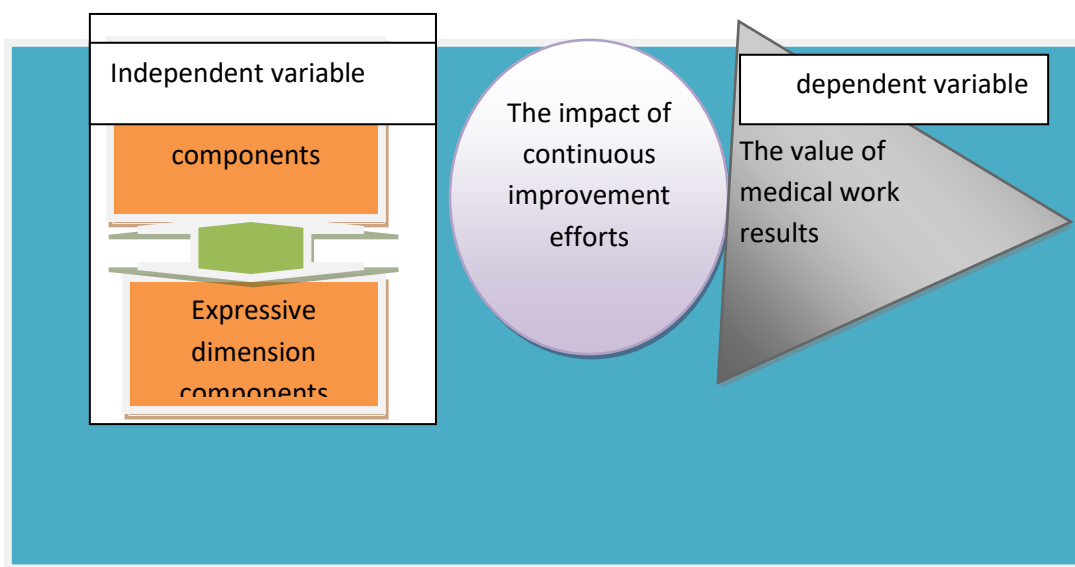 Independent variable
components
Expressive
dimension
components
The impact of
continuous
improvement
efforts
dependent variable
The value of
medical work
results